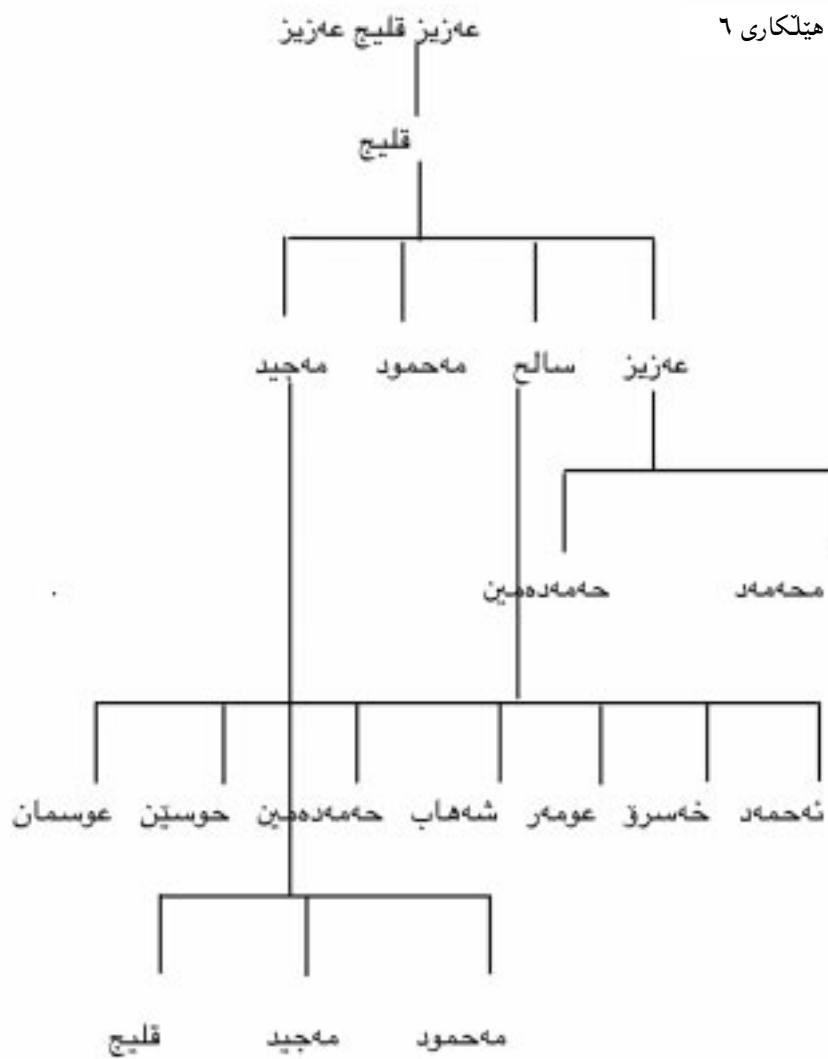 هێڵکاری ٦
عەزیز قلیج عەزیز
قلیج
عەزیز سالح مەحمود مەجید
محەمەد حەمەدەمین
ئەحمەد خەسرۆ عومەر شەهاب حەمەدەمین حوسێن عوسمان
مەحمود مەجید قلیج